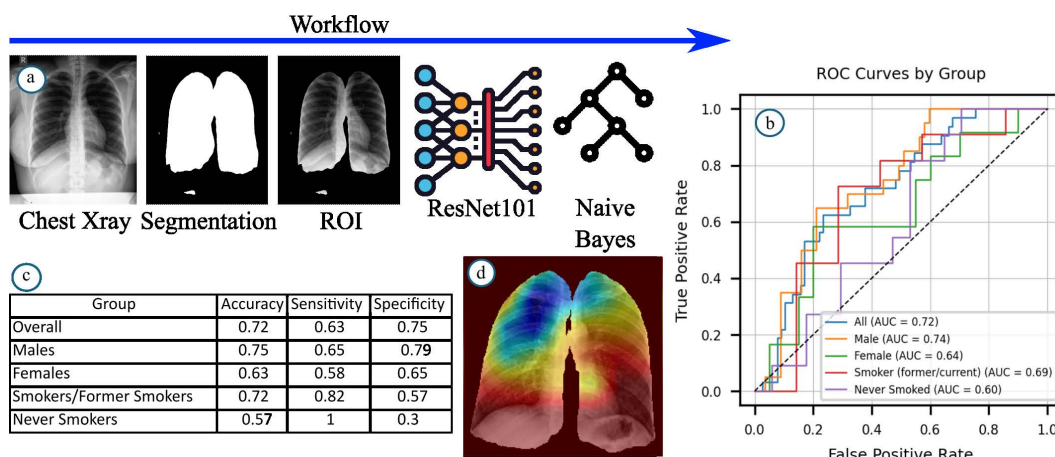 Workflow
R
a
Chest Xray
Segmentation
ROI
ResNet101
Naive
Bayes
ROC Curves by Group
b
True Positive Rate
1.0
0.8
0.6
0.4
0.2
0.0
All (AUC = 0.72)
Male (AUC = 0.74)
Female (AUC = 0.64)
Smoker (former/current) (AUC = 0.69)
Never Smoked (AUC = 0.60)
0.0 0.2 0.4 0.6 0.8 1.0
False Positive Rate
c
Group Accuracy Sensitivity Specificity
Overall 0.72 0.63 0.75
Males 0.75 0.65 0.79
Females 0.63 0.58 0.65
Smokers/Former Smokers 0.72 0.82 0.57
Never Smokers 0.57 1 0.3
d